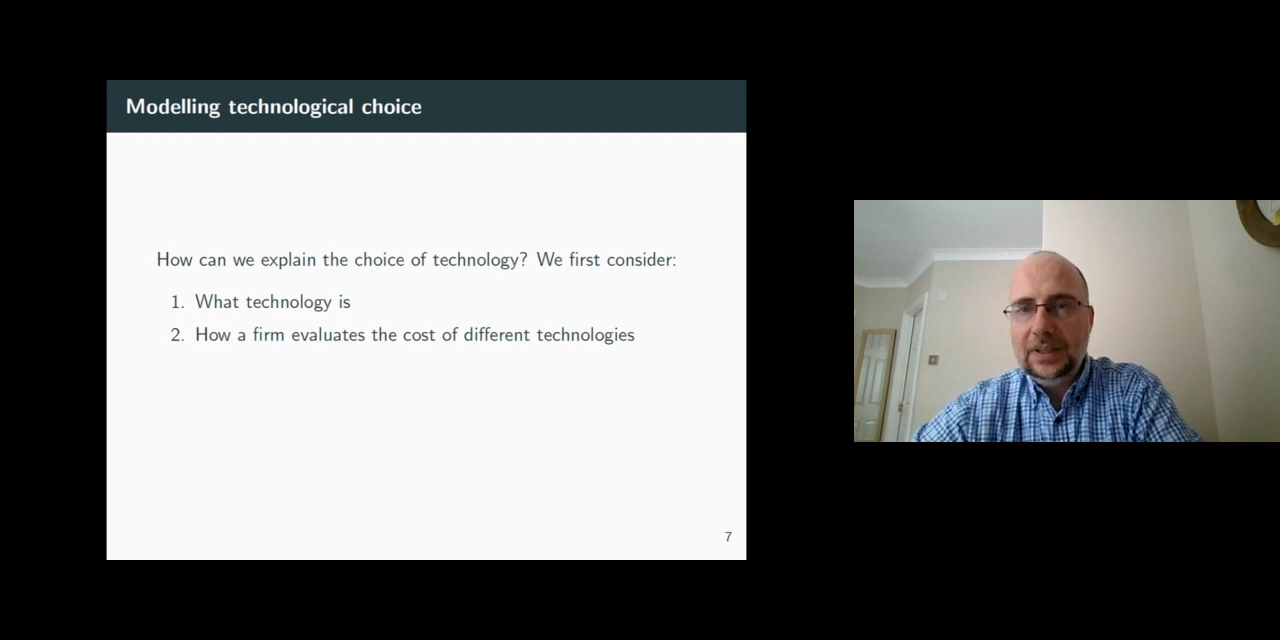 Modelling technological choice
How can we explain the choice of technology? We first consider:
1. What technology is
2. How a firm evaluates the cost of different technologies
7